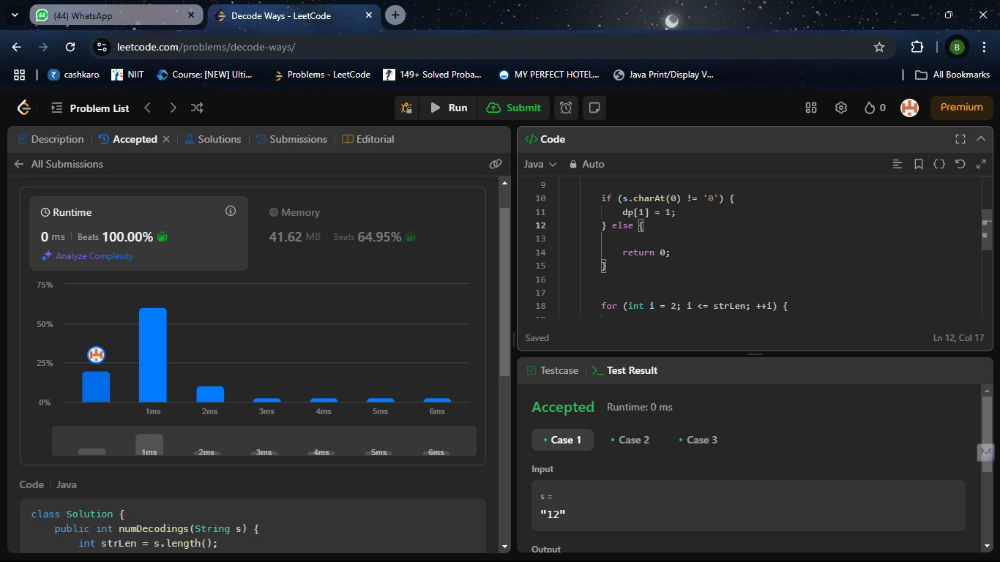 (44) WhatsApp
Decode Ways - LeetCode
leetcode.com/problems/decode-ways/
B
cashkaro
NIIT
Course: [NEW] Ulti...
Problems - LeetCode
149+ Solved Proba...
MY PERFECT HOTEL...
Java Print/Display V...
All Bookmarks
Problem List
Run
Submit
0
Premium
Description
Accepted
Solutions
Submissions
Editorial
All Submissions
Runtime
0 ms | Beats 100.00%
Analyze Complexity
Memory
41.62 MB | Beats 64.95%
75%
50%
25%
0%
1ms 2ms 3ms 4ms 5ms 6ms
1ms 2ms 3ms 4ms 5ms 6ms
Code | Java
class Solution {
public int numDecodings(String s) {
int strLen = s.length();
</> Code
Java
Auto
9
10 if (s.charAt(0) != '0') {
11 dp[1] = 1;
12 } else {
13
14 return 0;
15 }
16
17
18 for (int i = 2; i <= strLen; ++i) {
Saved
Ln 12, Col 17
Testcase
Test Result
Accepted
Runtime: 0 ms
Case 1
Case 2
Case 3
Input
s =
"12"
Output